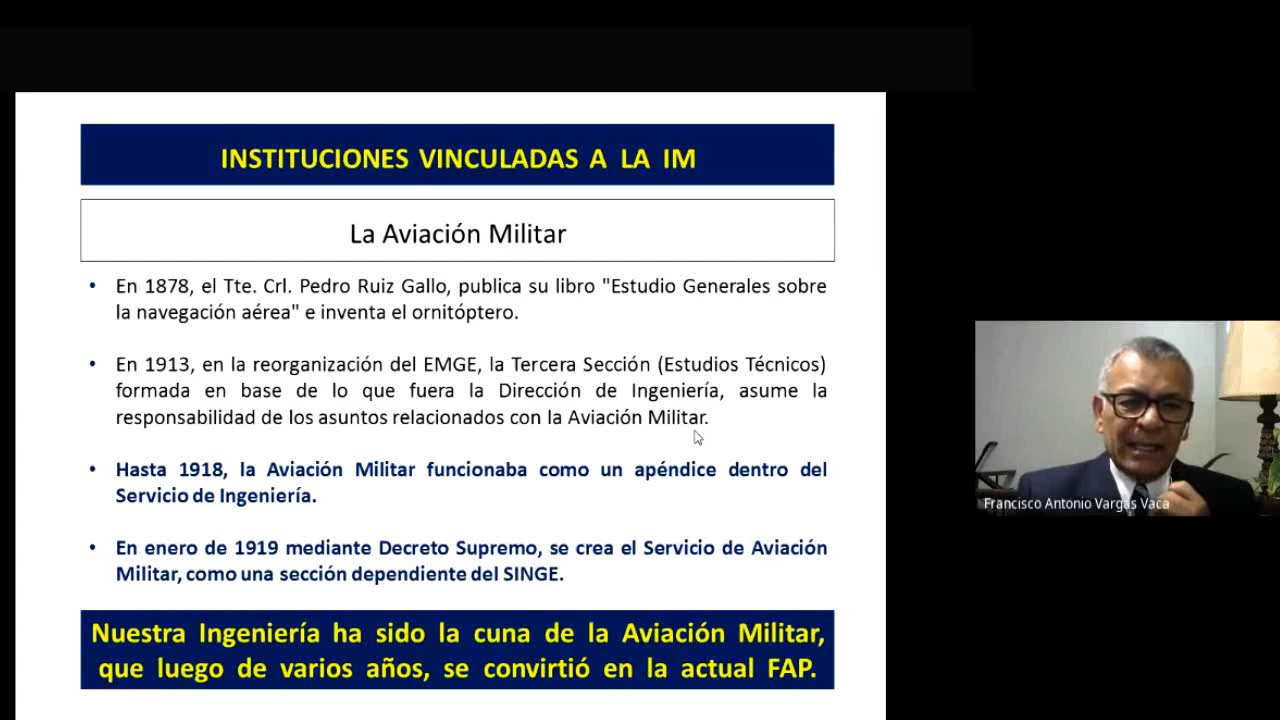 INSTITUCIONES VINCULADAS A LA IM
La Aviación Militar
• En 1878, el Tte. Crl. Pedro Ruiz Gallo, publica su libro "Estudio Generales sobre
la navegación aérea" e inventa el ornitóptero.
• En 1913, en la reorganización del EMGE, la Tercera Sección (Estudios Técnicos)
formada en base de lo que fuera la Dirección de Ingeniería, asume la
responsabilidad de los asuntos relacionados con la Aviación Militar.
• Hasta 1918, la Aviación Militar funcionaba como un apéndice dentro del
Servicio de Ingeniería.
• En enero de 1919 mediante Decreto Supremo, se crea el Servicio de Aviación
Militar, como una sección dependiente del SINGE.
Nuestra Ingeniería ha sido la cuna de la Aviación Militar,
que luego de varios años, se convirtió en la actual FAP.
Francisco Antonio Vargas Vaca